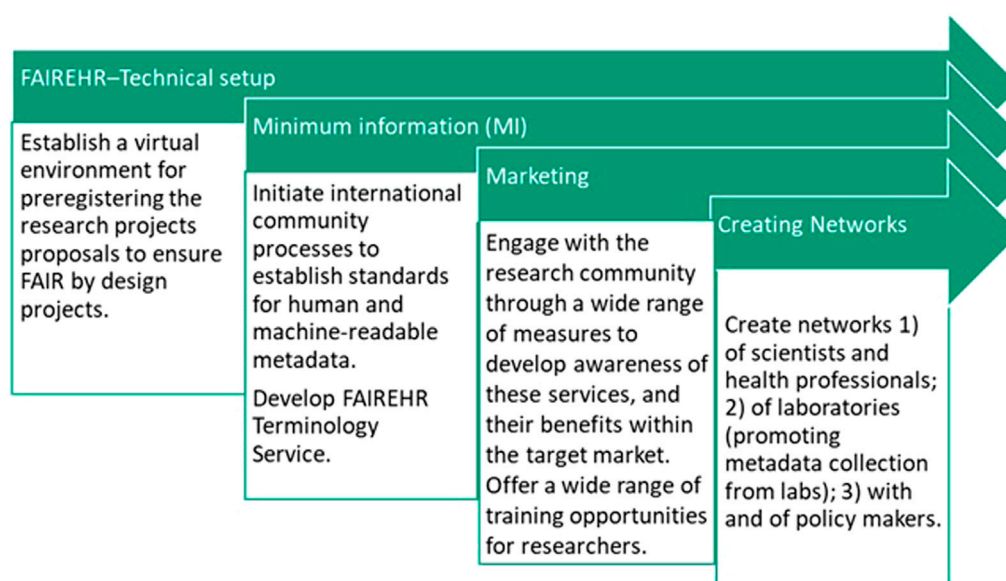 FAIREHR–Technical setup
Establish a virtual
environment for
preregistering the
research projects
proposals to ensure
FAIR by design
projects.
Minimum information (MI)
Initiate international
community
processes to
establish standards
for human and
machine-readable
metadata.
Develop FAIREHR
Terminology
Service.
Marketing
Engage with the
research community
through a wide range
of measures to
develop awareness of
these services, and
their benefits within
the target market.
Offer a wide range of
training opportunities
for researchers.
Creating Networks
Create networks 1)
of scientists and
health professionals;
2) of laboratories
(promoting
metadata collection
from labs); 3) with
and of policy makers.